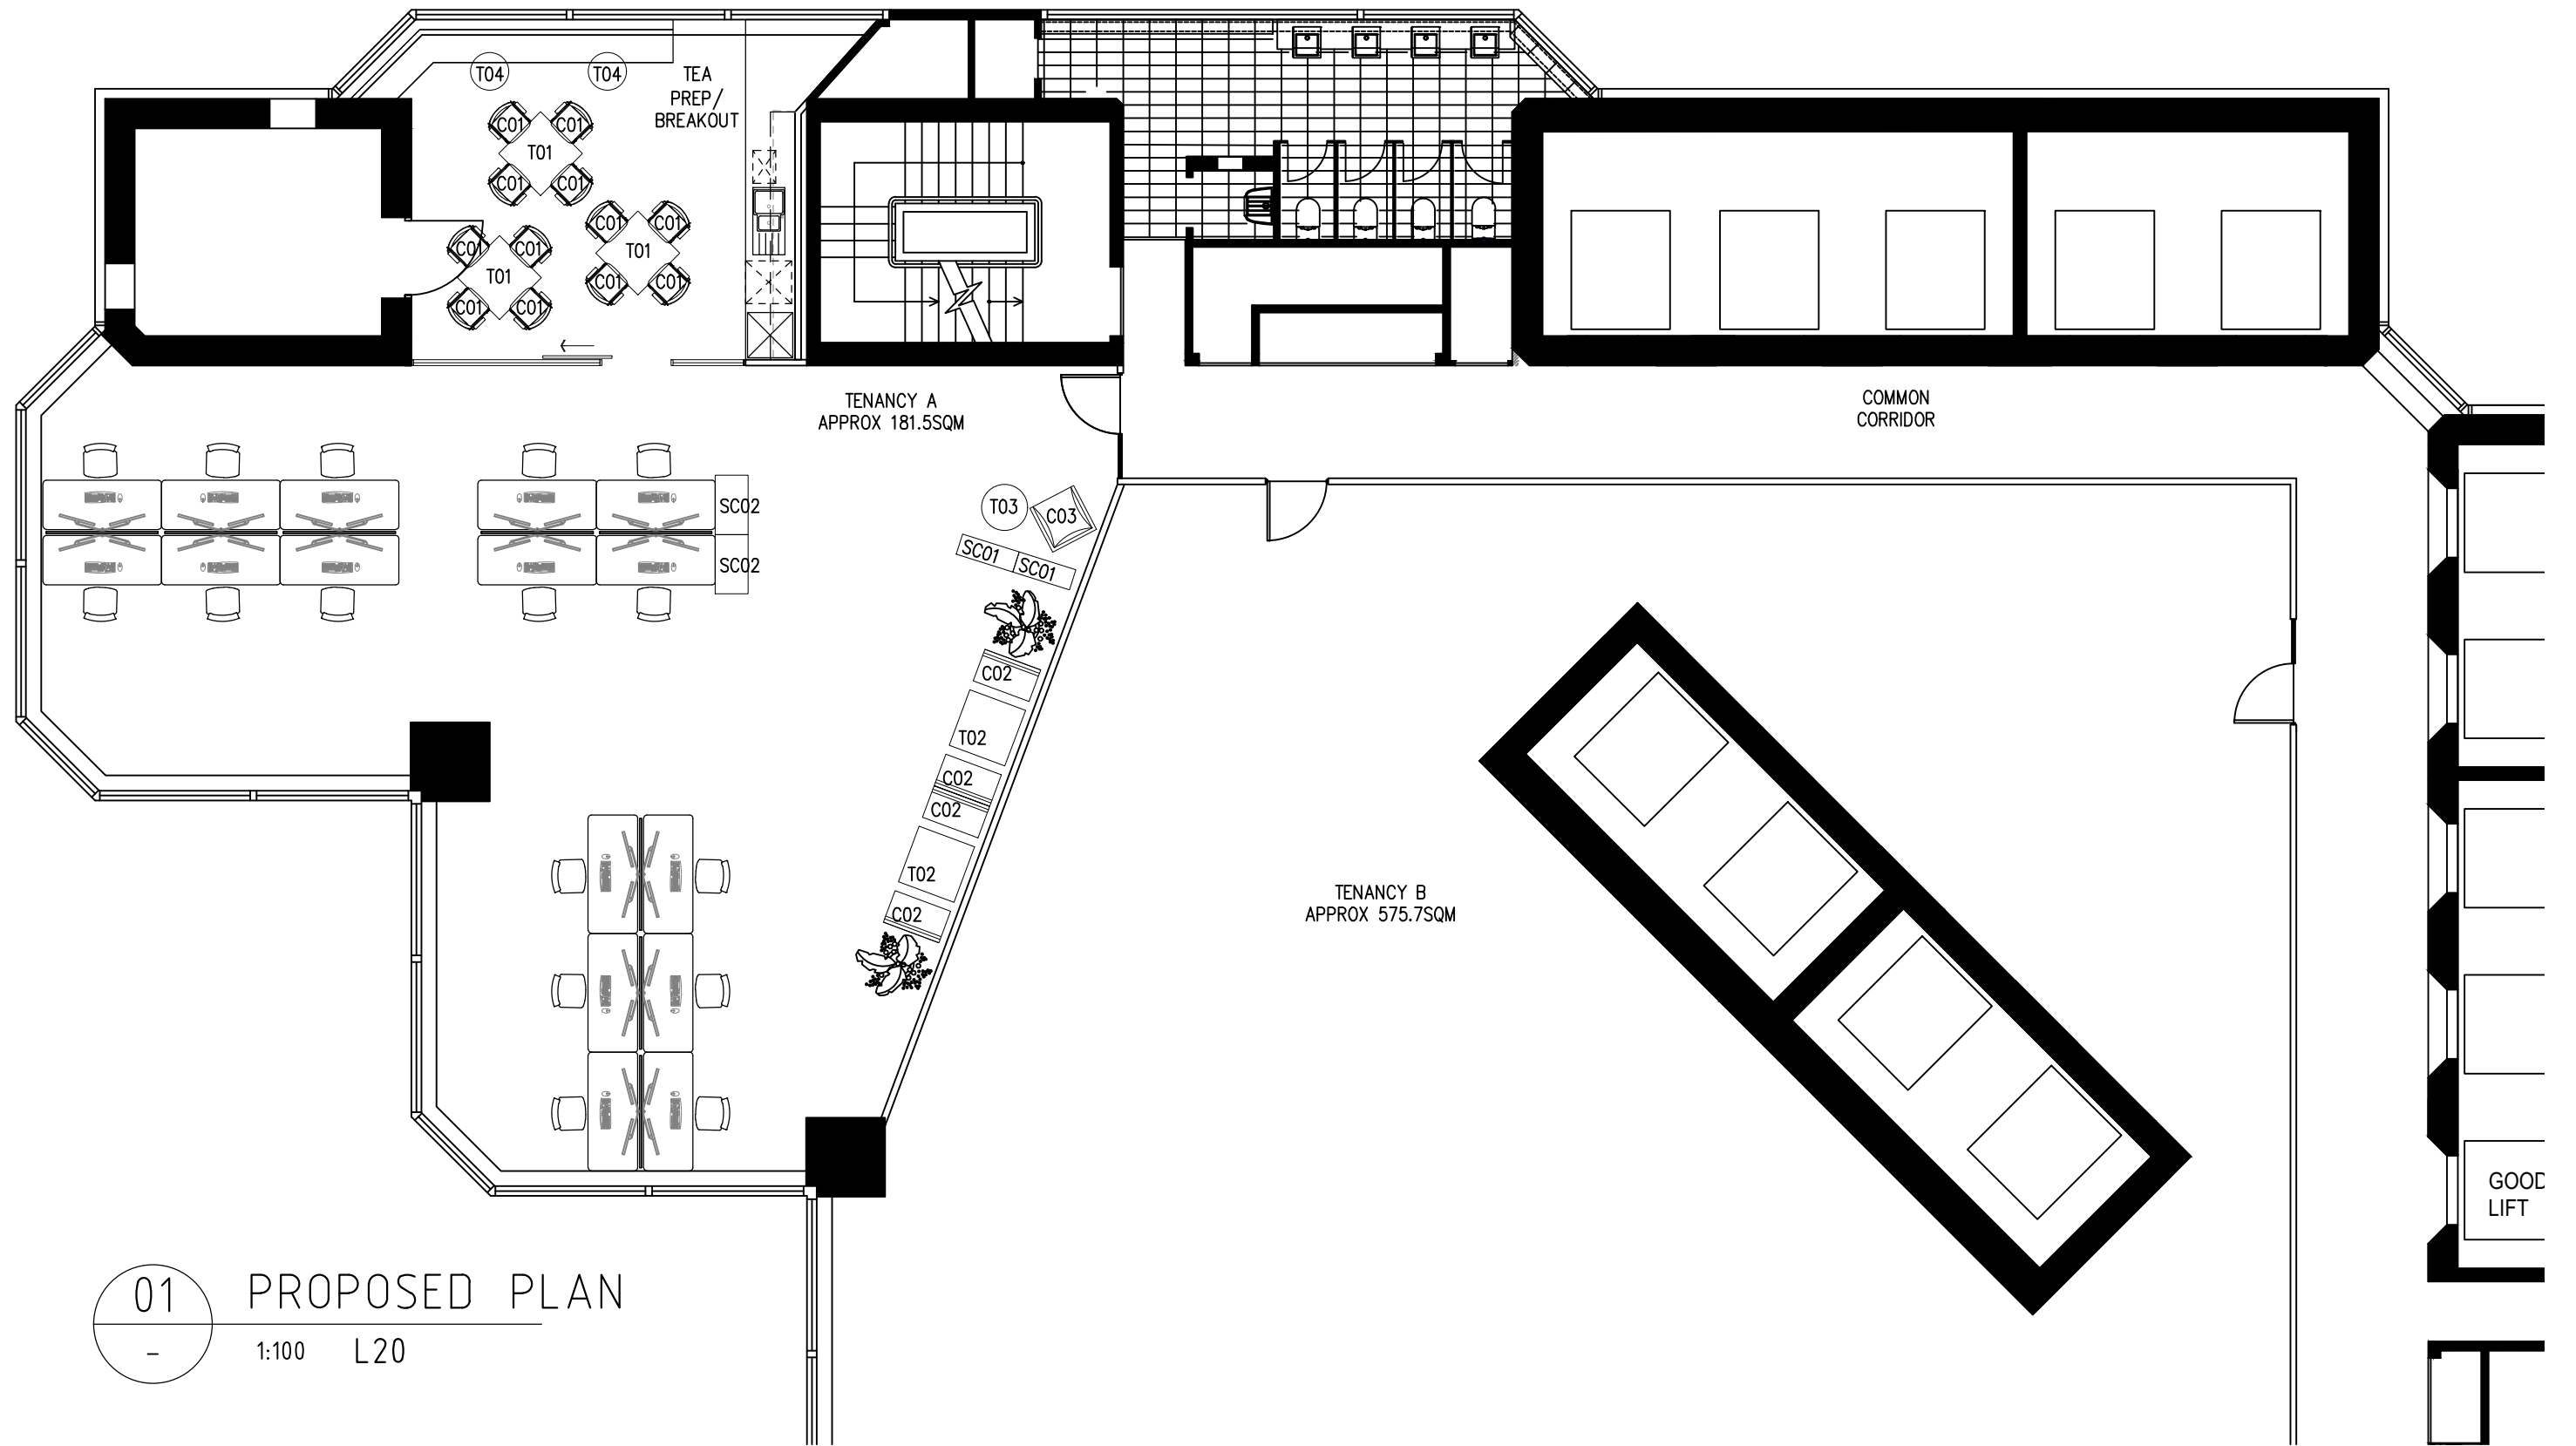 T04
T04
TEA
PREP/
BREAKOUT
C01
C01
T01
C01
C01
C01
C01
T01
C01
C01
C01
C01
T01
C01
C01
TENANCY A
APPROX 181.5SQM
COMMON
CORRIDOR
SC02
SC02
T03
C03
SC01
SC01
C02
T02
C02
C02
T02
C02
TENANCY B
APPROX 575.7SQM
GOOD
LIFT
01
PROPOSED PLAN
-
1:100
L20